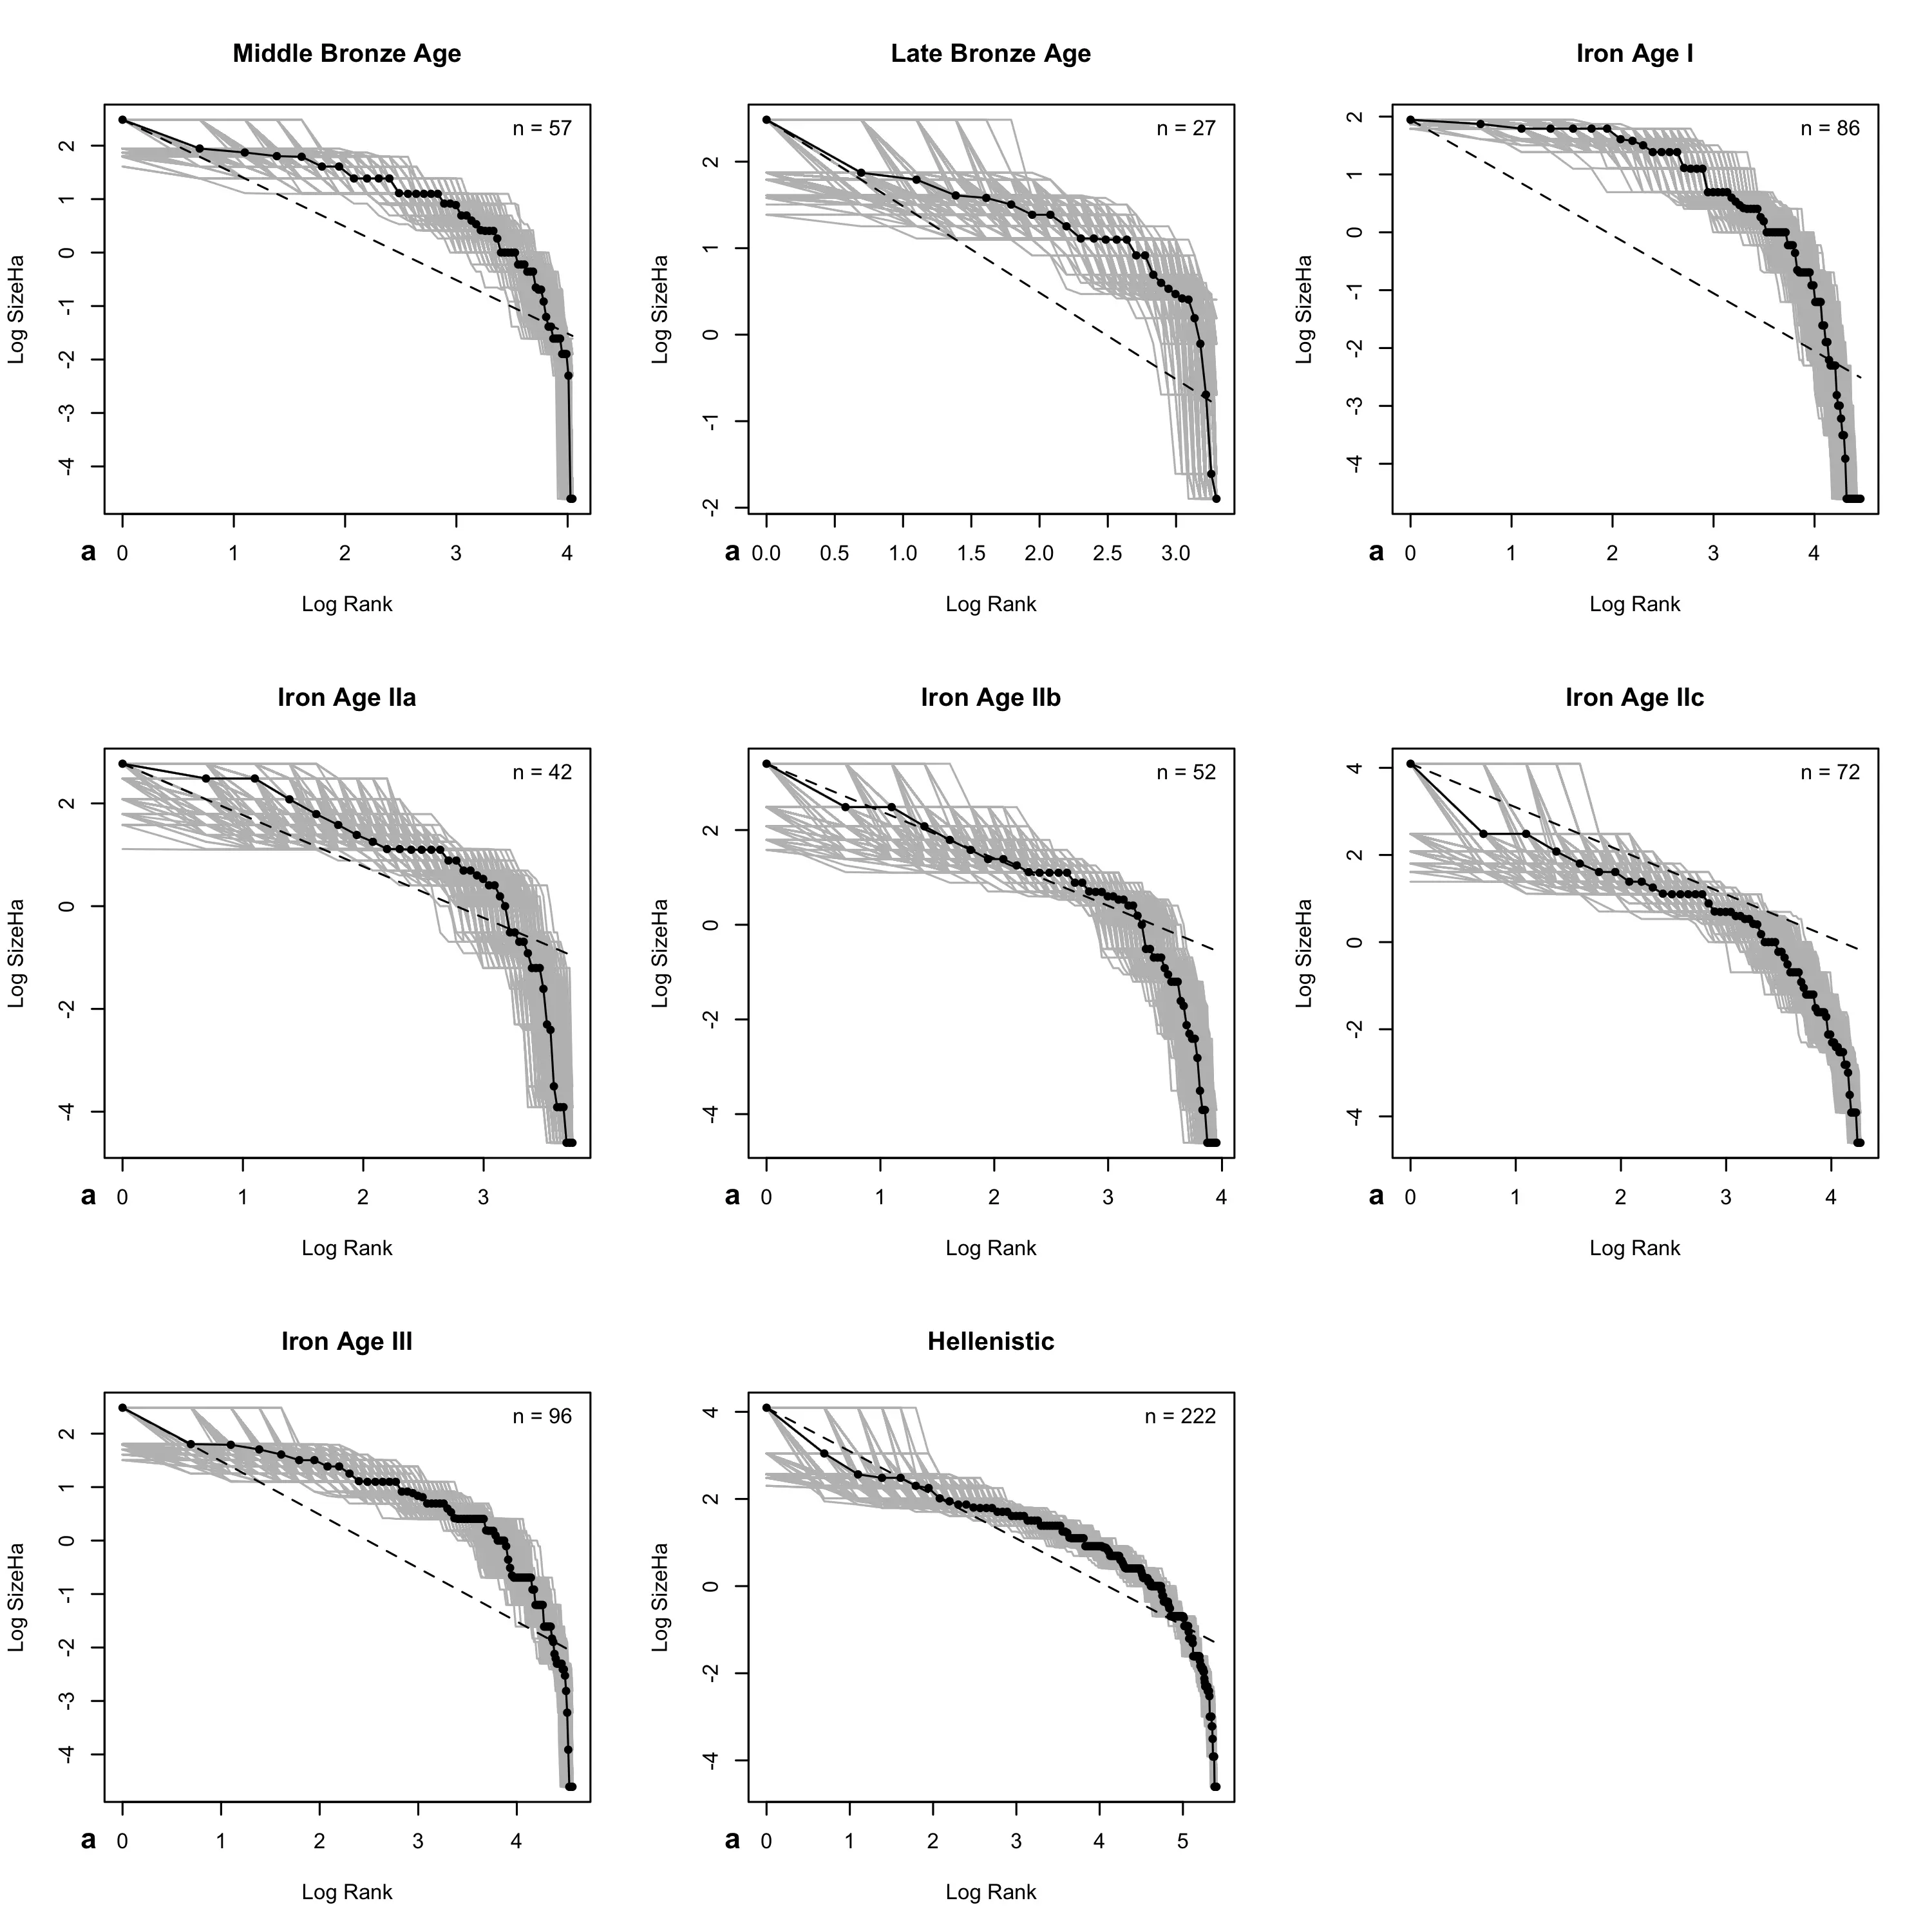 Middle Bronze Age
n = 57
Log SizeHa
2
1
0
-1
-2
-3
-4
a 0 1 2 3 4
Log Rank
Late Bronze Age
n = 27
Log SizeHa
2
1
0
-1
-2
a 0.0 0.5 1.0 1.5 2.0 2.5 3.0
Log Rank
Iron Age I
n = 86
Log SizeHa
2
1
0
-1
-2
-3
-4
a 0 1 2 3 4
Log Rank
Iron Age IIa
n = 42
Log SizeHa
2
0
-2
-4
a 0 1 2 3
Log Rank
Iron Age IIb
n = 52
Log SizeHa
2
0
-2
-4
a 0 1 2 3 4
Log Rank
Iron Age IIc
n = 72
Log SizeHa
4
2
0
-2
-4
a 0 1 2 3 4
Log Rank
Iron Age III
n = 96
Log SizeHa
2
1
0
-1
-2
-3
-4
a 0 1 2 3 4
Log Rank
Hellenistic
n = 222
Log SizeHa
4
2
0
-2
-4
a 0 1 2 3 4 5
Log Rank